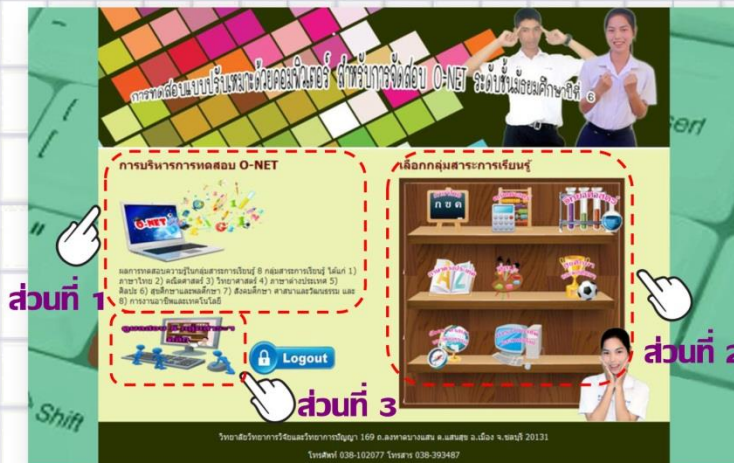 การทดสอบแบบปรับเหมาะด้วยคอมพิวเตอร์ สำหรับการจัดสอบ O-NET ระดับชั้นมัธยมศึกษาปีที่ 6
การบริหารการทดสอบ O-NET
เลือกกลุ่มสาระการเรียนรู้
O-NET
ผลการทดสอบความรู้ในกลุ่มสาระการเรียนรู้ 8 กลุ่มสาระการเรียนรู้ ได้แก่ 1)
ภาษาไทย 2) คณิตศาสตร์ 3) วิทยาศาสตร์ 4) ภาษาต่างประเทศ 5)
ศิลปะ 6) สุขศึกษาและพลศึกษา 7) สังคมศึกษา ศาสนาและวัฒนธรรม และ
8) การงานอาชีพและเทคโนโลยี
ส่วนที่ 1
ส่วนที่ 2
Logout
ส่วนที่ 3
วิทยาลัยวิทยาการวิจัยและวิทยาการปัญญา 169 ถ.ลงหาดบางแสน ต.แสนสุข อ.เมือง จ.ชลบุรี 20131
โทรศัพท์ 038-102077 โทรสาร 038-393487
Shift